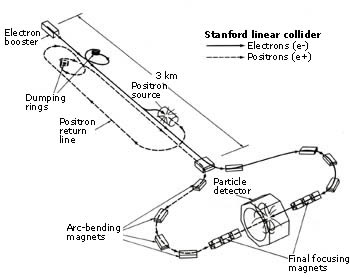 Electron
booster
Stanford linear collider
Electrons (e-)
Positrons (e+)
3 km
Positron
source
Dumping
rings
Positron
return
line
Particle
detector
Arc-bending
magnets
Final focusing
magnets